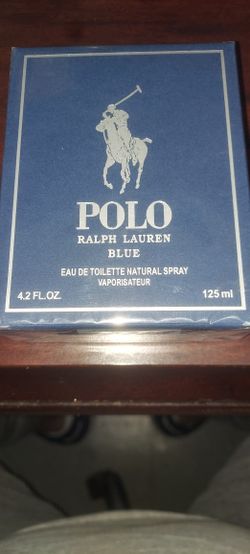 POLO
RALPH LAUREN
BLUE
EAU DE TOILETTE NATURAL SPRAY
VAPORISATEUR
4.2 FL.OZ. 125 ml